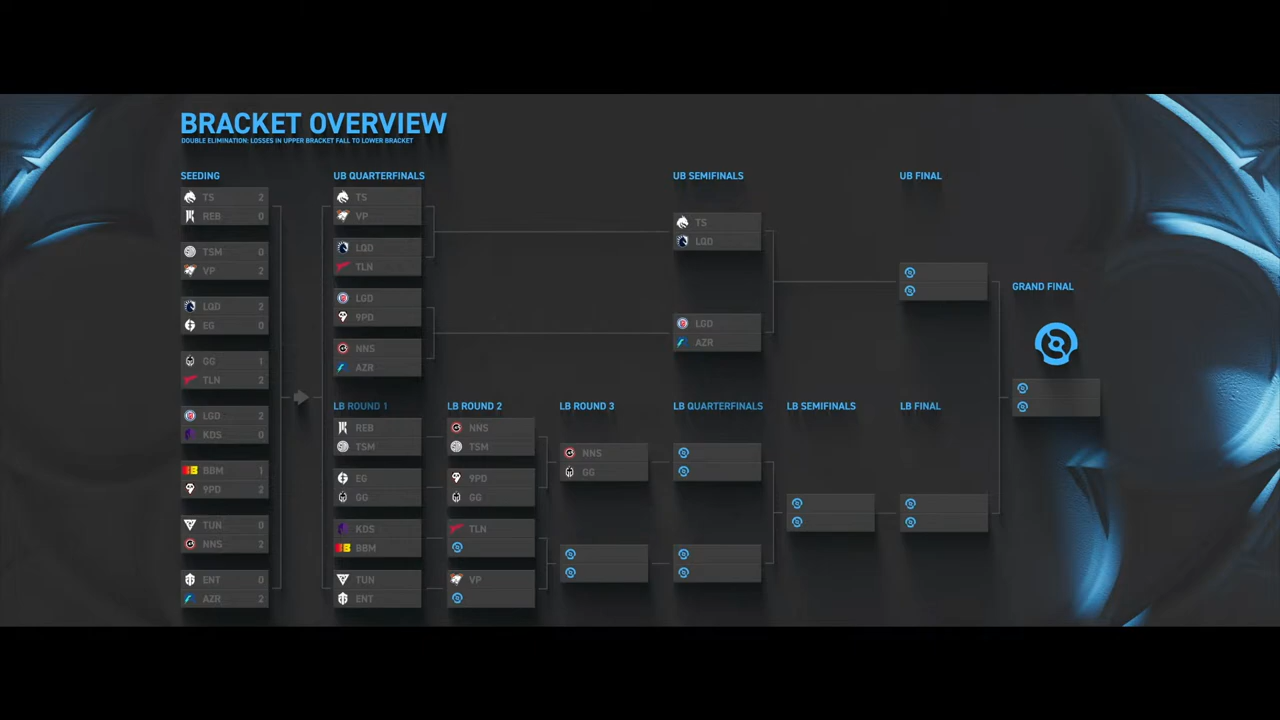 BRACKET OVERVIEW
DOUBLE ELIMINATION: LOSSES IN UPPER BRACKET FALL TO LOWER BRACKET
SEEDING
TS 2
REB 0
TSM 0
VP 2
LQD 2
EG 0
GG 1
TLN 2
LGD 2
KDS 0
BBM 1
9PD 2
TUN 0
NNS 2
ENT 0
AZR 2
UB QUARTERFINALS
TS
VP
LQD
TLN
LGD
9PD
NNS
AZR
UB SEMIFINALS
TS
LQD
LGD
AZR
UB FINAL
GRAND FINAL
LB ROUND 1
REB
TSM
EG
GG
KDS
BBM
TUN
ENT
LB ROUND 2
NNS
TSM
9PD
GG
TLN
VP
LB ROUND 3
NNS
GG
LB QUARTERFINALS
LB SEMIFINALS
LB FINAL